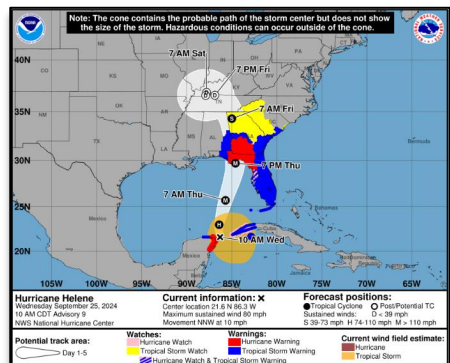 Note: The cone contains the probable path of the storm center but does not show
the size of the storm. Hazardous conditions can occur outside of the cone.
NOAA
7 AM Sat
7 PM Fri
40N
D
D
35N
S
7 AM Fri
30N
M
7 PM Thu
7 AM Thu
M
25N
H
10 AM Wed
20N
Bermuda
Bahamas
Mexico
Cuba
Jamaica
Belize
105W 100W 95W 90W 85W 80W 75W 70W 65W
Hurricane Helene
Wednesday September 25, 2024
10 AM CDT Advisory 9
NWS National Hurricane Center
Current information: ×
Center location 21.6 N 86.3 W
Maximum sustained wind 80 mph
Movement NNW at 10 mph
Forecast positions:
Tropical Cyclone Post/Potential TC
Sustained winds: D < 39 mph
S 39-73 mph H 74-110 mph M > 110 mph
Potential track area:
Day 1-5
Watches:
Hurricane Watch
Tropical Storm Watch
Warnings:
Hurricane Warning
Tropical Storm Warning
Hurricane Watch & Tropical Storm Warning
Current wind field estimate:
Hurricane
Tropical Storm